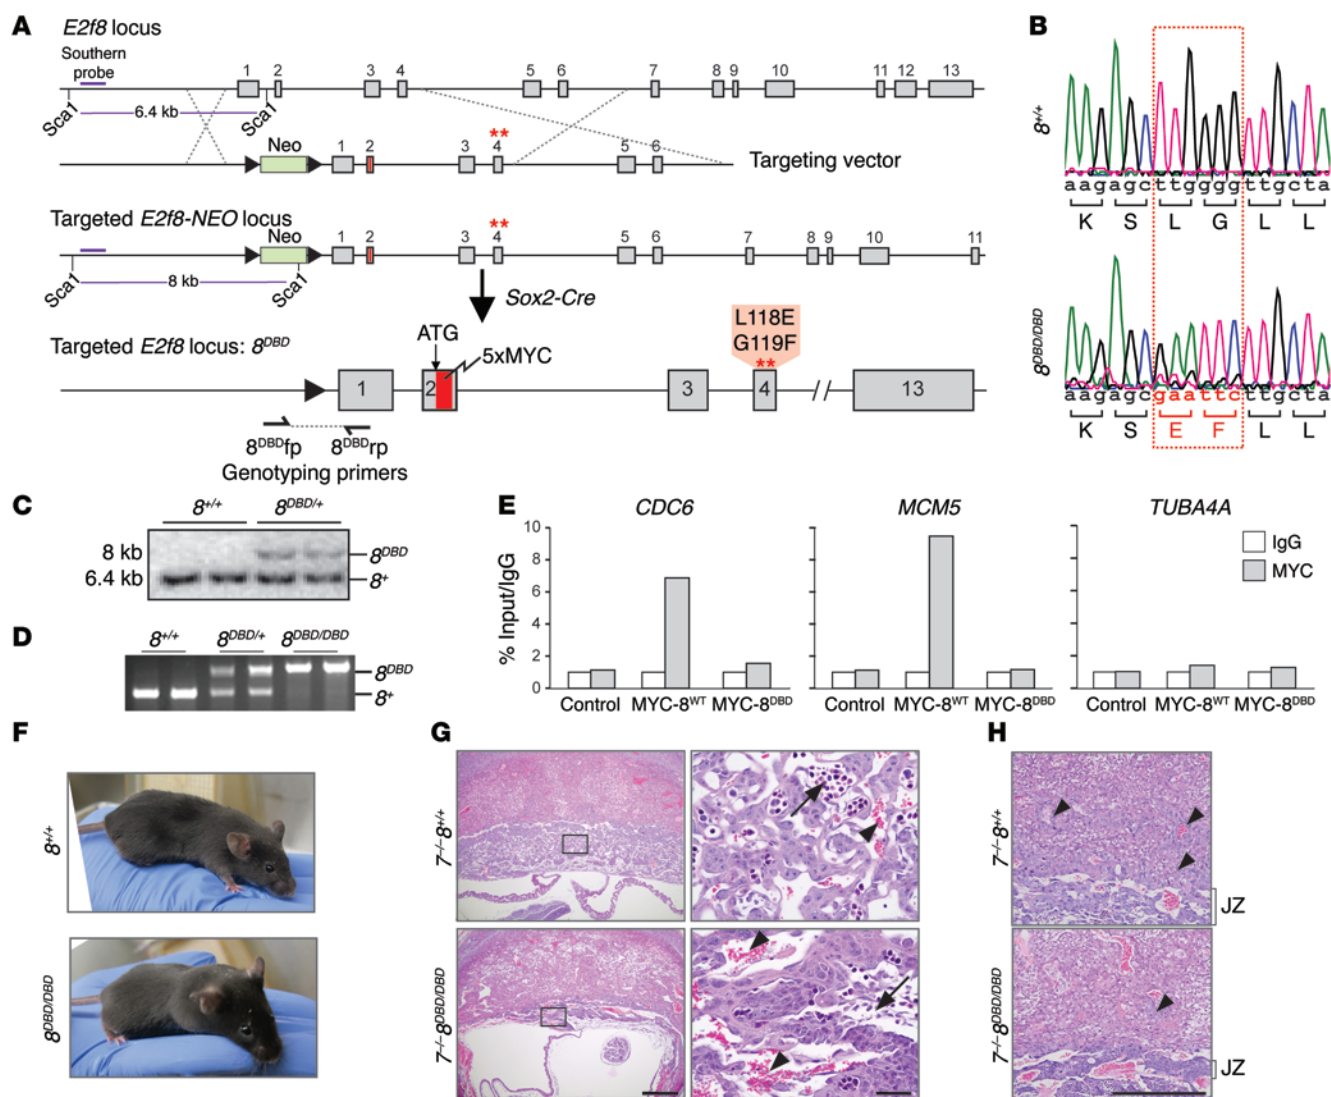 A
E2f8 locus
Southern
probe
1 2 3 4 5 6 7 8 9 10 11 12 13
Sca1 6.4 kb Sca1
Neo 1 2 3 ** 4 5 6
Targeting vector
Targeted E2f8-NEO locus
Neo 1 2 3 ** 4 5 6 7 8 9 10 11
Sca1 8 kb Sca1
Sox2-Cre
Targeted E2f8 locus: 8DBD
ATG
5xMYC
L118E
G119F
**
1 2 3 4 // 13
8DBDfp 8DBDrp
Genotyping primers
B
8+/+
aagagcttggggttgcta
K S L G L L
8DBD/DBD
aagagcgaattcttgcta
K S E F L L
C
8+/+ 8DBD/+
8 kb 8DBD
6.4 kb 8+
D
8+/+ 8DBD/+ 8DBD/DBD
8DBD
8+
E
CDC6 MCM5 TUBA4A
% Input/IgG
10
8
6
4
2
0
IgG
MYC
Control MYC-8WT MYC-8DBD
Control MYC-8WT MYC-8DBD
Control MYC-8WT MYC-8DBD
F
8+/+
8DBD/DBD
G
7–/–8+/+
7–/–8DBD/DBD
H
7–/–8+/+
JZ
7–/–8DBD/DBD
JZ